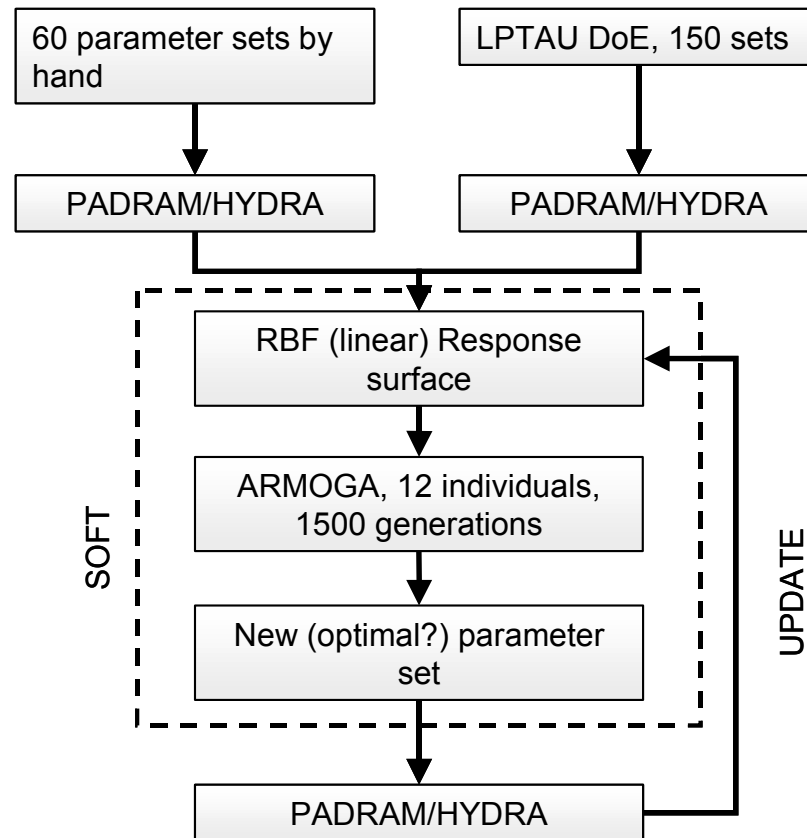 60 parameter sets by
hand
LPTAU DoE, 150 sets
PADRAM/HYDRA
PADRAM/HYDRA
RBF (linear) Response
surface
ARMOGA, 12 individuals,
1500 generations
New (optimal?) parameter
set
SOFT
UPDATE
PADRAM/HYDRA